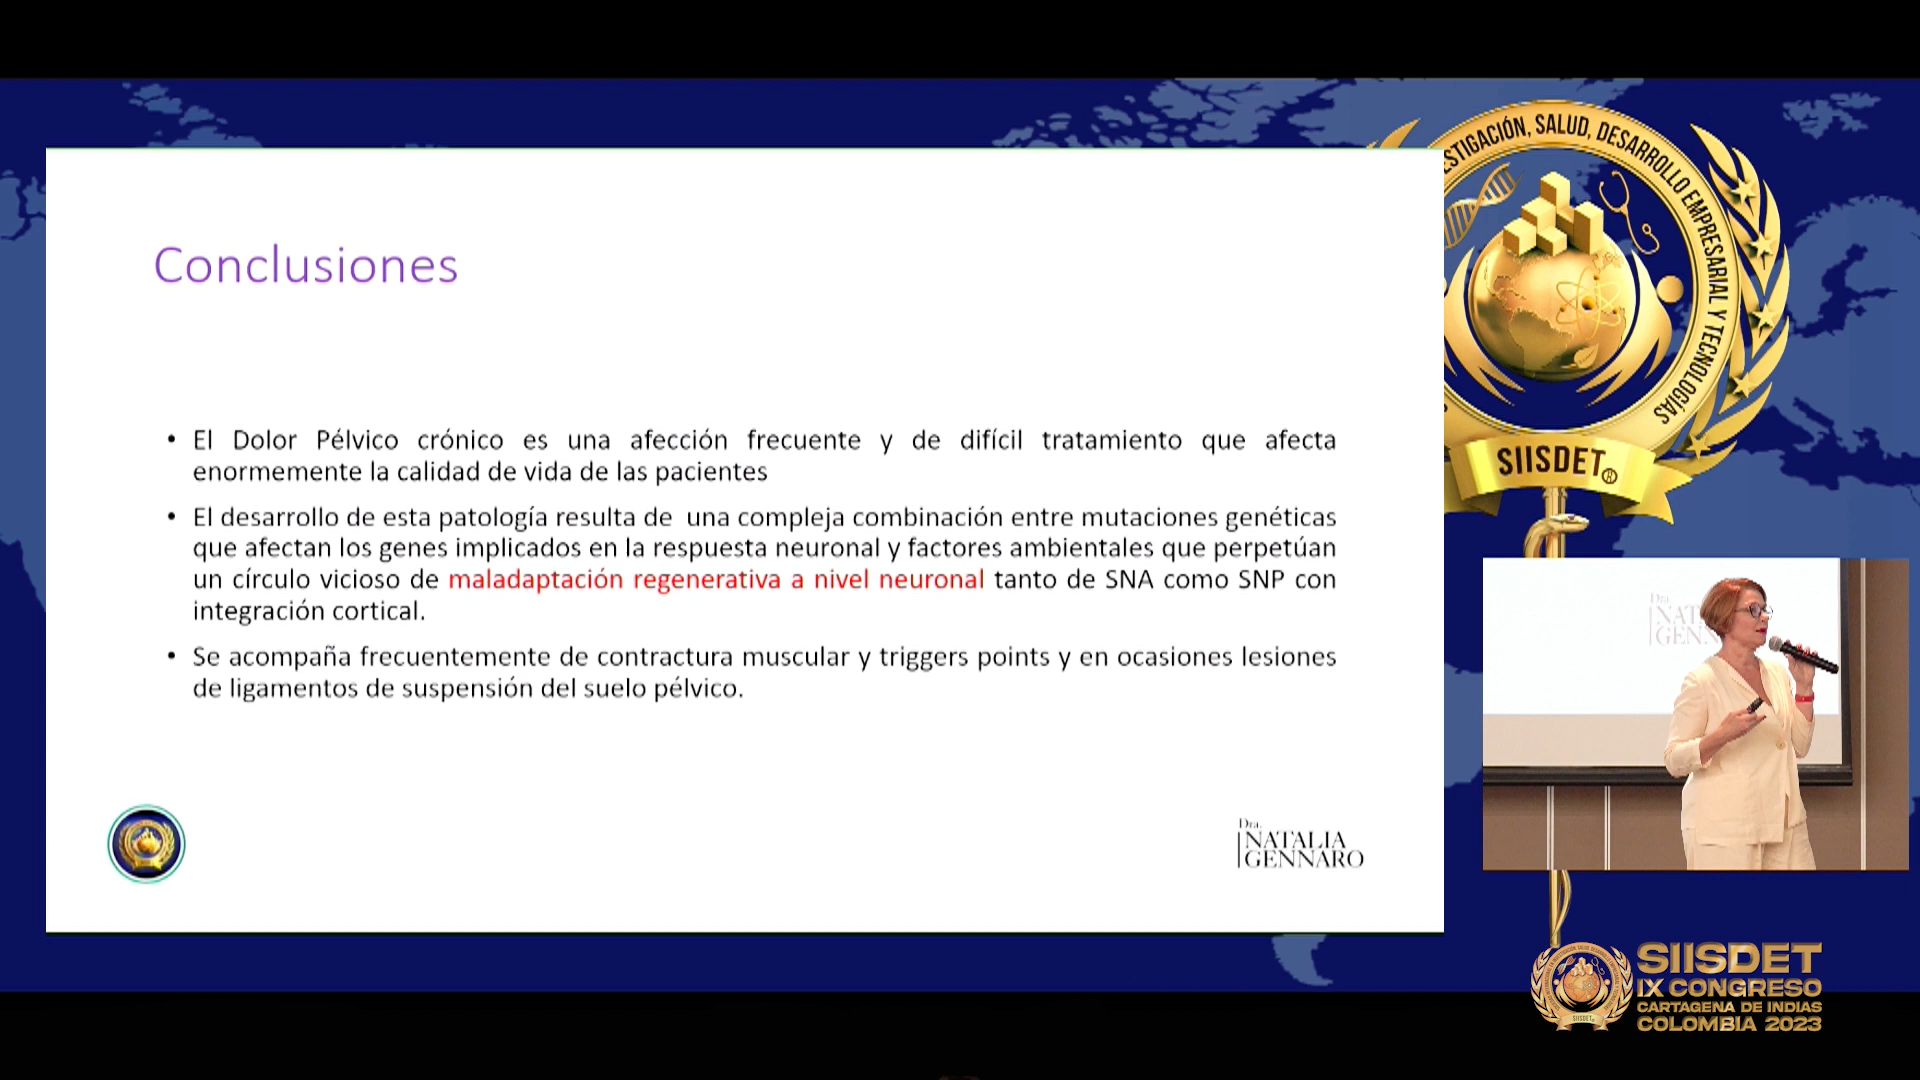 Conclusiones
• El Dolor Pélvico crónico es una afección frecuente y de difícil tratamiento que afecta
enormemente la calidad de vida de las pacientes
• El desarrollo de esta patología resulta de una compleja combinación entre mutaciones genéticas
que afectan los genes implicados en la respuesta neuronal y factores ambientales que perpetúan
un círculo vicioso de maladaptación regenerativa a nivel neuronal tanto de SNA como SNP con
integración cortical.
• Se acompaña frecuentemente de contractura muscular y triggers points y en ocasiones lesiones
de ligamentos de suspensión del suelo pélvico.
Dra.
NATALIA
GENNARO
STIGACIÓN, SALUD, DESARROLLO EMPRESARIAL Y TECNOLOGÍAS
SIISDET®
Dra.
NAT
GENN
SIISDET
IX CONGRESO
CARTAGENA DE INDIAS
COLOMBIA 2023
SIISDET